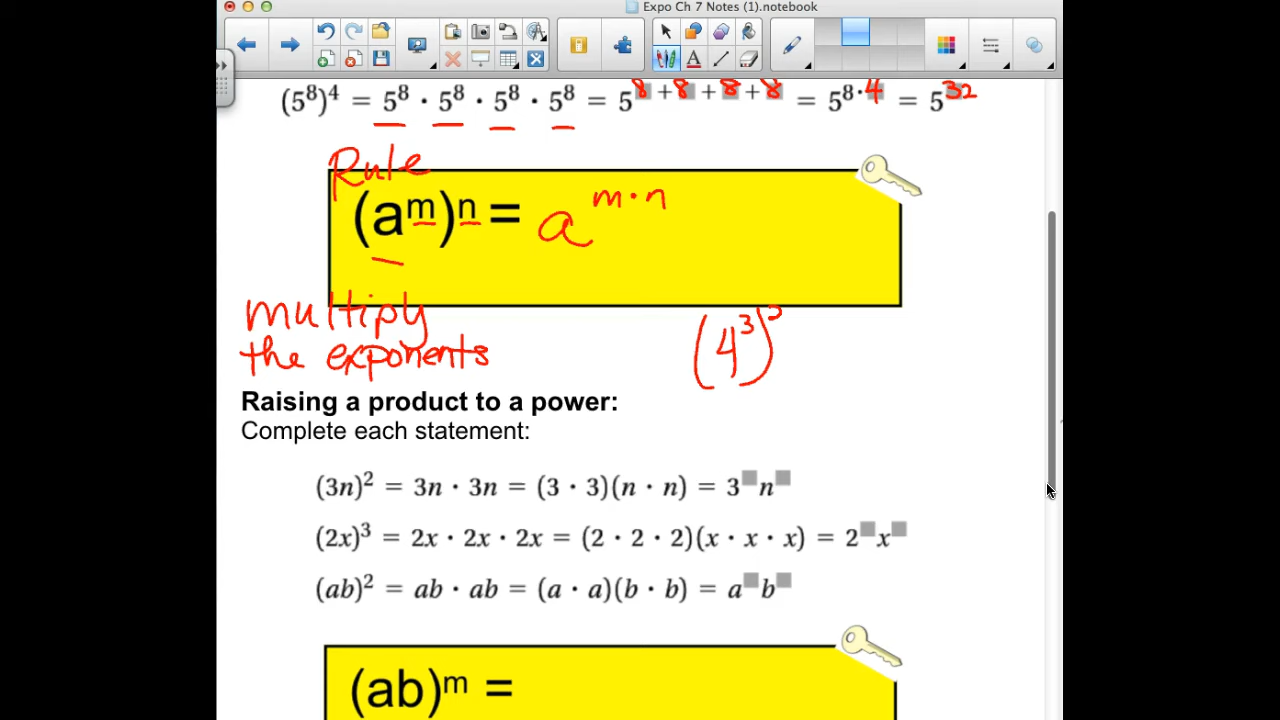 Expo Ch 7 Notes (1).notebook
(5⁸)⁴ = 5⁸ · 5⁸ · 5⁸ · 5⁸ = 5⁸ ⁺ ⁸ ⁺ ⁸ ⁺ ⁸ = 5⁸ ˙ ⁴ = 5³²
Rule
(aᵐ)ⁿ = a^(m·n)
multiply
the exponents
(4³)
Raising a product to a power:
Complete each statement:
(3n)² = 3n · 3n = (3 · 3)(n · n) = 3^■ n^■
(2x)³ = 2x · 2x · 2x = (2 · 2 · 2)(x · x · x) = 2^■ x^■
(ab)² = ab · ab = (a · a)(b · b) = a^■ b^■
(ab)ᵐ =